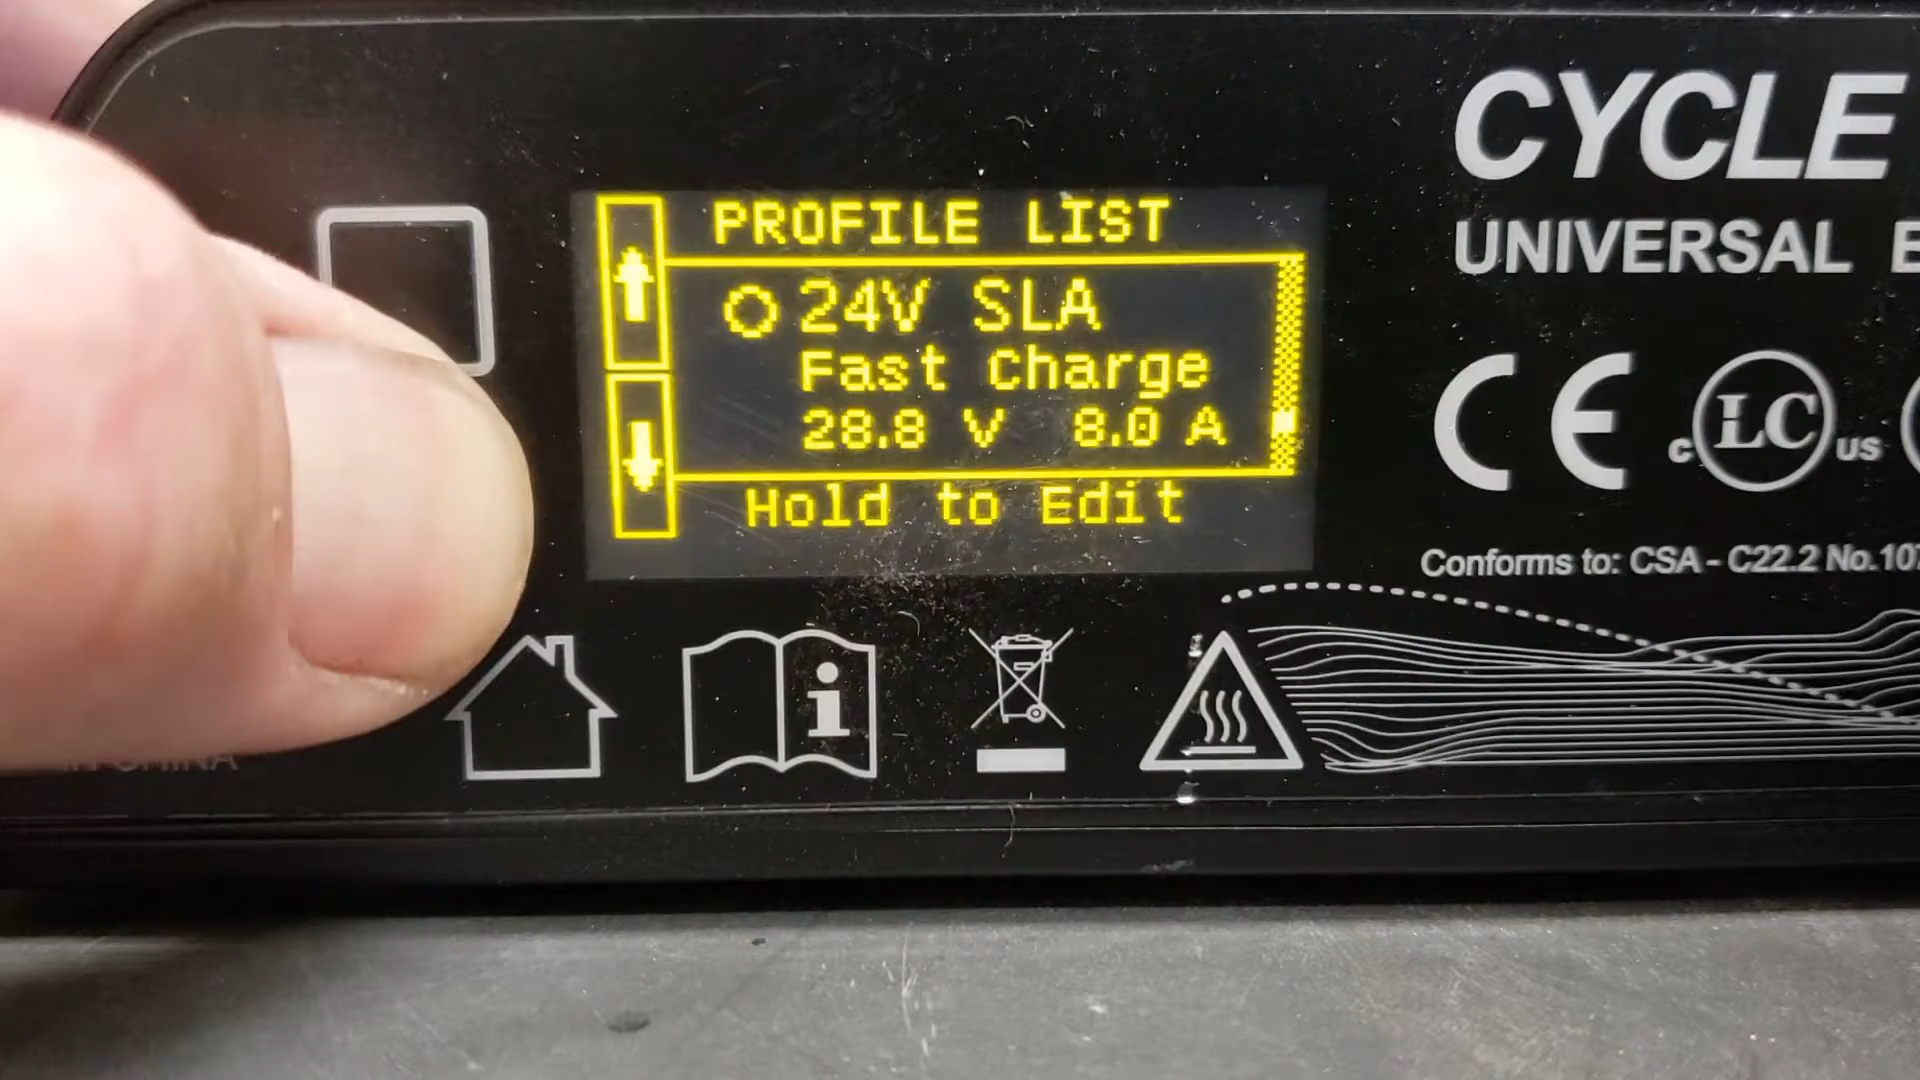 PROFILE LIST
24V SLA
Fast Charge
28.8 V 8.0 A
Hold to Edit
CYCLE
UNIVERSAL
CE
c LC us
Conforms to: CSA - C22.2 No.107
i
CHINA